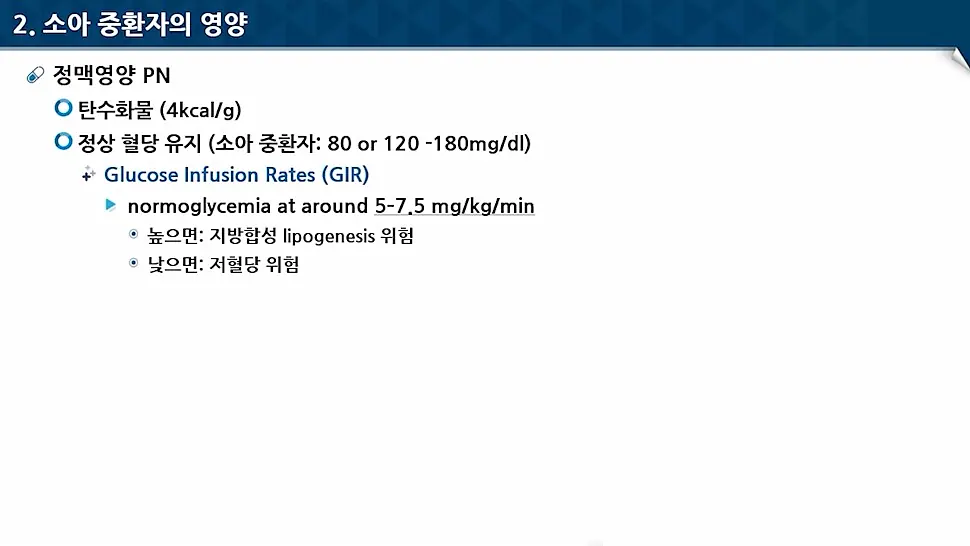 2. 소아 중환자의 영양
정맥영양 PN
탄수화물 (4kcal/g)
정상 혈당 유지 (소아 중환자: 80 or 120 -180mg/dl)
Glucose Infusion Rates (GIR)
normoglycemia at around 5-7.5 mg/kg/min
높으면: 지방합성 lipogenesis 위험
낮으면: 저혈당 위험